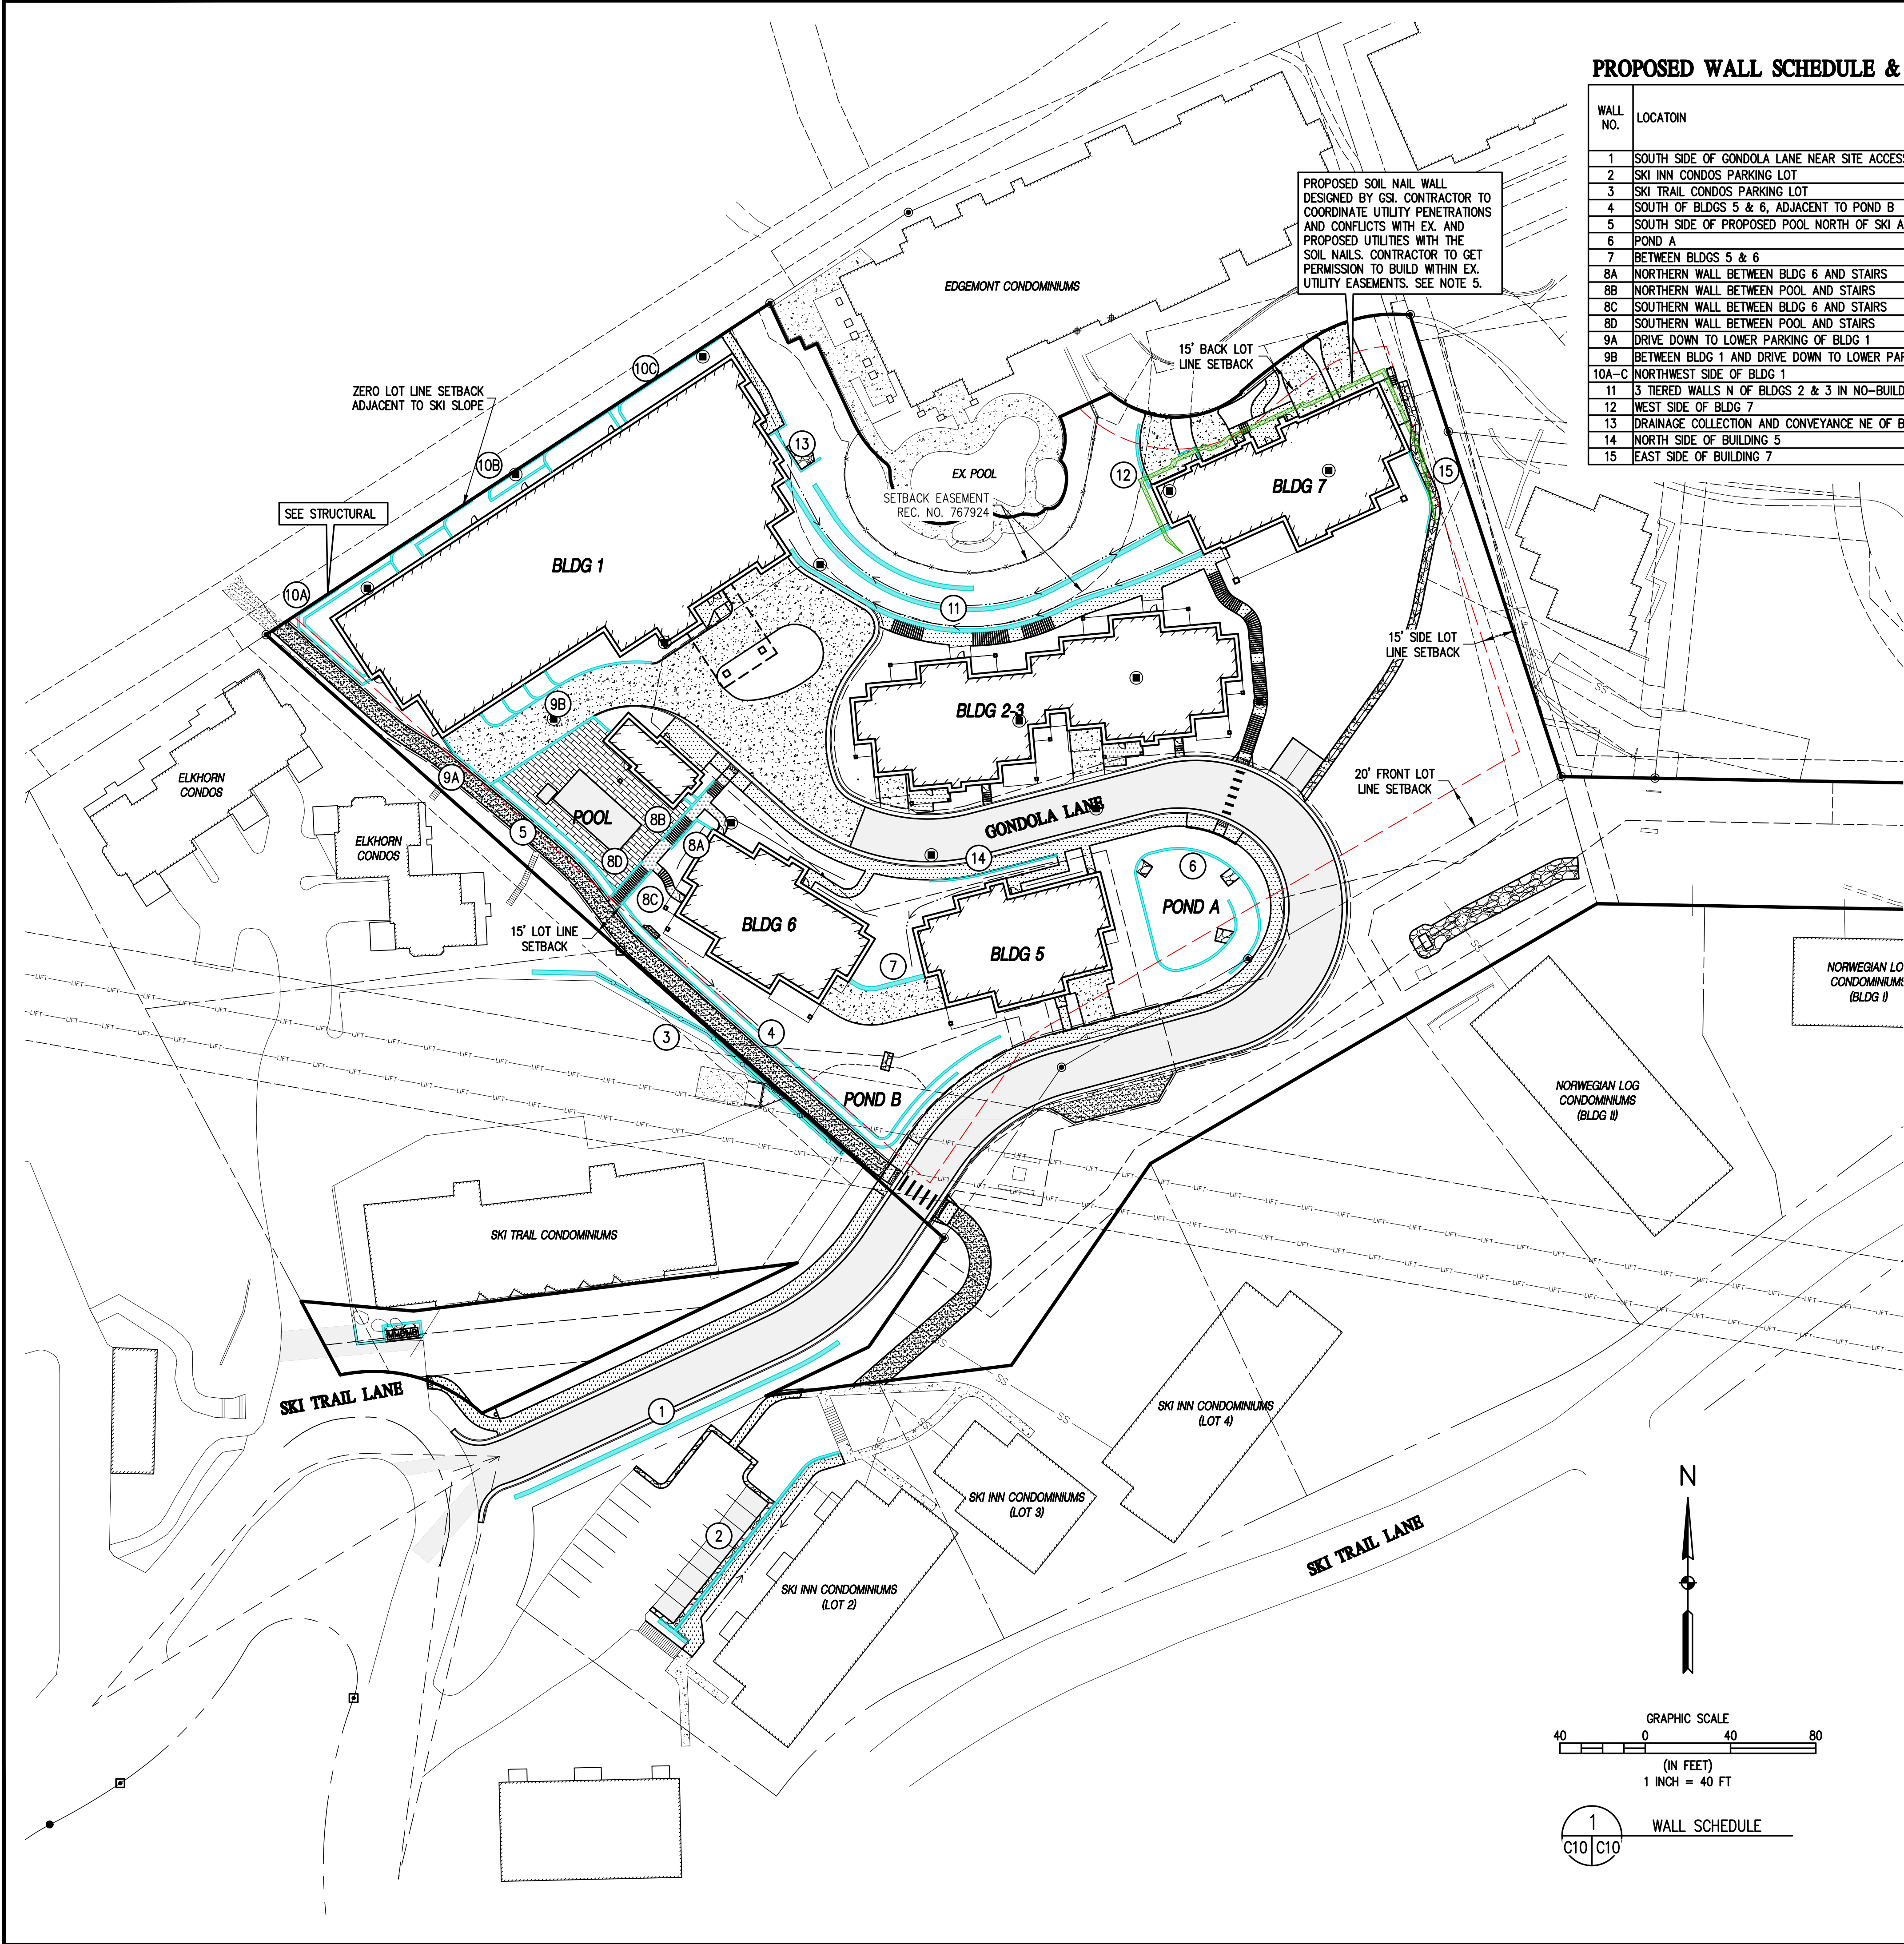 PROPOSED WALL SCHEDULE &
WALL NO. LOCATOIN
1 SOUTH SIDE OF GONDOLA LANE NEAR SITE ACCESS
2 SKI INN CONDOS PARKING LOT
3 SKI TRAIL CONDOS PARKING LOT
4 SOUTH OF BLDGS 5 & 6, ADJACENT TO POND B
5 SOUTH SIDE OF PROPOSED POOL NORTH OF SKI A
6 POND A
7 BETWEEN BLDGS 5 & 6
8A NORTHERN WALL BETWEEN BLDG 6 AND STAIRS
8B NORTHERN WALL BETWEEN POOL AND STAIRS
8C SOUTHERN WALL BETWEEN BLDG 6 AND STAIRS
8D SOUTHERN WALL BETWEEN POOL AND STAIRS
9A DRIVE DOWN TO LOWER PARKING OF BLDG 1
9B BETWEEN BLDG 1 AND DRIVE DOWN TO LOWER PAR
10A-C NORTHWEST SIDE OF BLDG 1
11 3 TIERED WALLS N OF BLDGS 2 & 3 IN NO-BUILD
12 WEST SIDE OF BLDG 7
13 DRAINAGE COLLECTION AND CONVEYANCE NE OF B
14 NORTH SIDE OF BUILDING 5
15 EAST SIDE OF BUILDING 7
PROPOSED SOIL NAIL WALL
DESIGNED BY GSI. CONTRACTOR TO
COORDINATE UTILITY PENETRATIONS
AND CONFLICTS WITH EX. AND
PROPOSED UTILITIES WITH THE
SOIL NAILS. CONTRACTOR TO GET
PERMISSION TO BUILD WITHIN EX.
UTILITY EASEMENTS. SEE NOTE 5.
EDGEMONT CONDOMINIUMS
15' BACK LOT
LINE SETBACK
10C
ZERO LOT LINE SETBACK
ADJACENT TO SKI SLOPE
13
10B
EX. POOL
12
BLDG 7
15
SETBACK EASEMENT
REC. NO. 767924
SEE STRUCTURAL
BLDG 1
10A
11
15' SIDE LOT
LINE SETBACK
SS
SS
9B
BLDG 2-3
ELKHORN
CONDOS
9A
20' FRONT LOT
LINE SETBACK
GONDOLA LANE
POOL
8B
5
ELKHORN
CONDOS
8A
8D
14
6
8C
POND A
BLDG 6
15' LOT LINE
SETBACK
BLDG 5
7
SS
NORWEGIAN LO
CONDOMINIUMS
(BLDG I)
LIFT
LIFT
3
4
POND B
NORWEGIAN LOG
CONDOMINIUMS
(BLDG II)
LIFT
LIFT
SKI TRAIL CONDOMINIUMS
SKI TRAIL LANE
1
SS
SS
SS
SS
SKI INN CONDOMINIUMS
(LOT 4)
SKI INN CONDOMINIUMS
(LOT 3)
2
SKI INN CONDOMINIUMS
(LOT 2)
SKI TRAIL LANE
N
GRAPHIC SCALE
40 0 40 80
(IN FEET)
1 INCH = 40 FT
1
C10 C10
WALL SCHEDULE